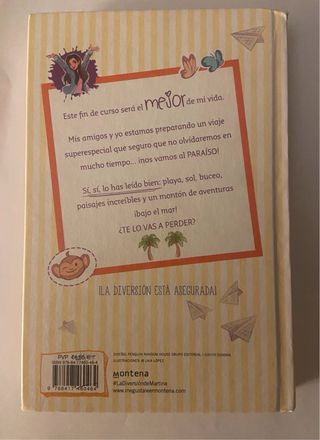 Este fin de curso será el mejor de mi vida.
Mis amigos y yo estamos preparando un viaje
superespecial que seguro que no olvidaremos en
mucho tiempo... ¡nos vamos al PARAÍSO!
Sí, sí, lo has leído bien: playa, sol, buceo,
paisajes increíbles y un montón de aventuras
¡bajo el mar!
¿TE LO VAS A PERDER?
¡LA DIVERSIÓN ESTÁ ASEGURADA!
PVP
Montena
#LaDiversiónDeMartina
www.megustaleermontena.com